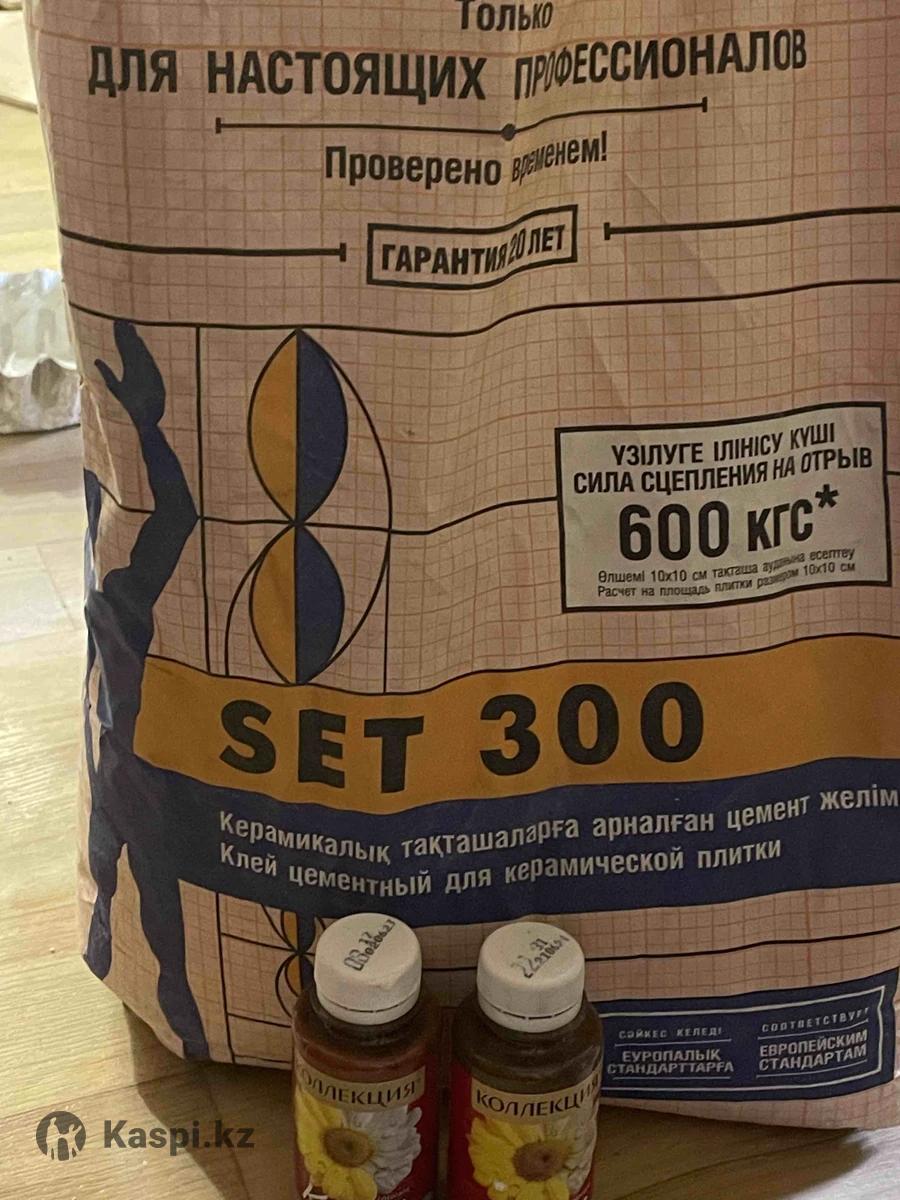 Только
ДЛЯ НАСТОЯЩИХ ПРОФЕССИОНАЛОВ
Проверено временем!
ГАРАНТИЯ 20 ЛЕТ
ҮЗІЛУГЕ ІЛІНІСУ КҮШІ
СИЛА СЦЕПЛЕНИЯ НА ОТРЫВ
600 КГС*
Өлшемі 10х10 см тақташа ауданына есептеу
Расчет на площадь плитки размером 10х10 см
SET 300
Керамикалық тақташаларға арналған цемент желім
Клей цементный для керамической плитки
СӘЙКЕС КЕЛЕДІ
ЕУРОПАЛЫҚ
СТАНДАРТТАРҒА
СООТВЕТСТВУЕТ
ЕВРОПЕЙСКИМ
СТАНДАРТАМ
КОЛЛЕКЦИЯ
КОЛЛЕКЦИЯ
Kaspi.kz